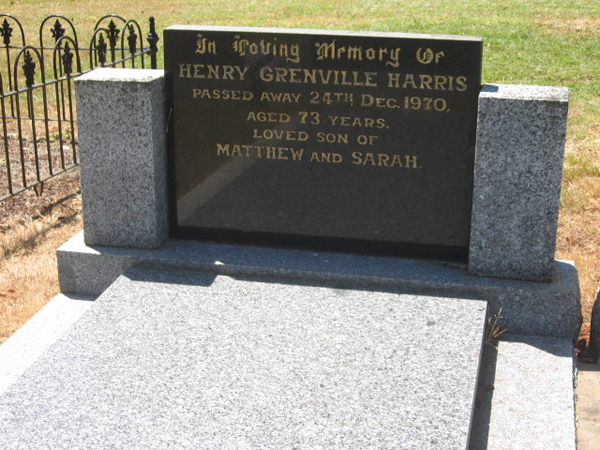 In Loving Memory Of
HENRY GRENVILLE HARRIS
PASSED AWAY 24TH DEC. 1970,
AGED 73 YEARS.
LOVED SON OF
MATTHEW AND SARAH.